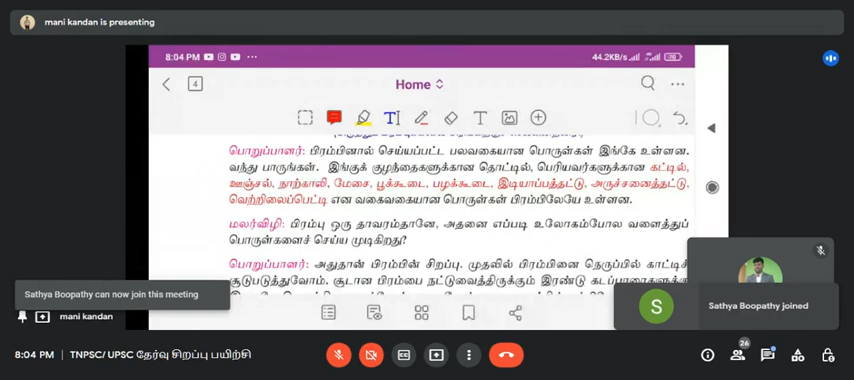 mani kandan is presenting
8:04 PM
44.2KB/s
4
Home
பொறுப்பாளர்: பிரம்பினால் செய்யப்பட்ட பலவகையான பொருள்கள் இங்கே உள்ளன.
வந்து பாருங்கள். இங்குக் குழந்தைகளுக்கான தொட்டில், பெரியவர்களுக்கான கட்டில்,
ஊஞ்சல், நாற்காலி, மேசை, பூக்கூடை, பழக்கூடை, இடியாப்பத்தட்டு, அருச்சனைத்தட்டு,
வெற்றிலைப்பெட்டி என வகைவகையான பொருள்கள் பிரம்பிலேயே உள்ளன.
மலர்விழி: பிரம்பு ஒரு தாவரம்தானே, அதனை எப்படி உலோகம்போல வளைத்துப்
பொருள்களைச் செய்ய முடிகிறது?
பொறுப்பாளர்: அதுதான் பிரம்பின் சிறப்பு. முதலில் பிரம்பினை நெருப்பில் காட்டிச்
சூடுபடுத்துவோம். சூடான பிரம்பை நட்டுவைத்திருக்கும் இரண்டு
Sathya Boopathy can now join this meeting
mani kandan
S
Sathya Boopathy joined
8:04 PM | TNPSC/ UPSC தேர்வு சிறப்பு பயிற்சி
26